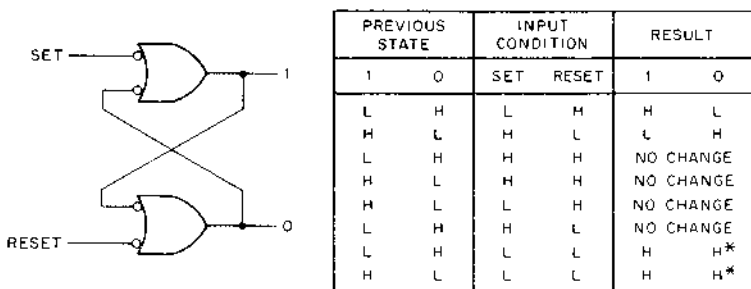 SET
1
0
RESET
PREVIOUS STATE INPUT CONDITION RESULT
1 0 SET RESET 1 0
L H L H H L
H L H L L H
L H H H NO CHANGE
H L H H NO CHANGE
H L L H NO CHANGE
L H H L NO CHANGE
L H L L H H*
H L L L H H*